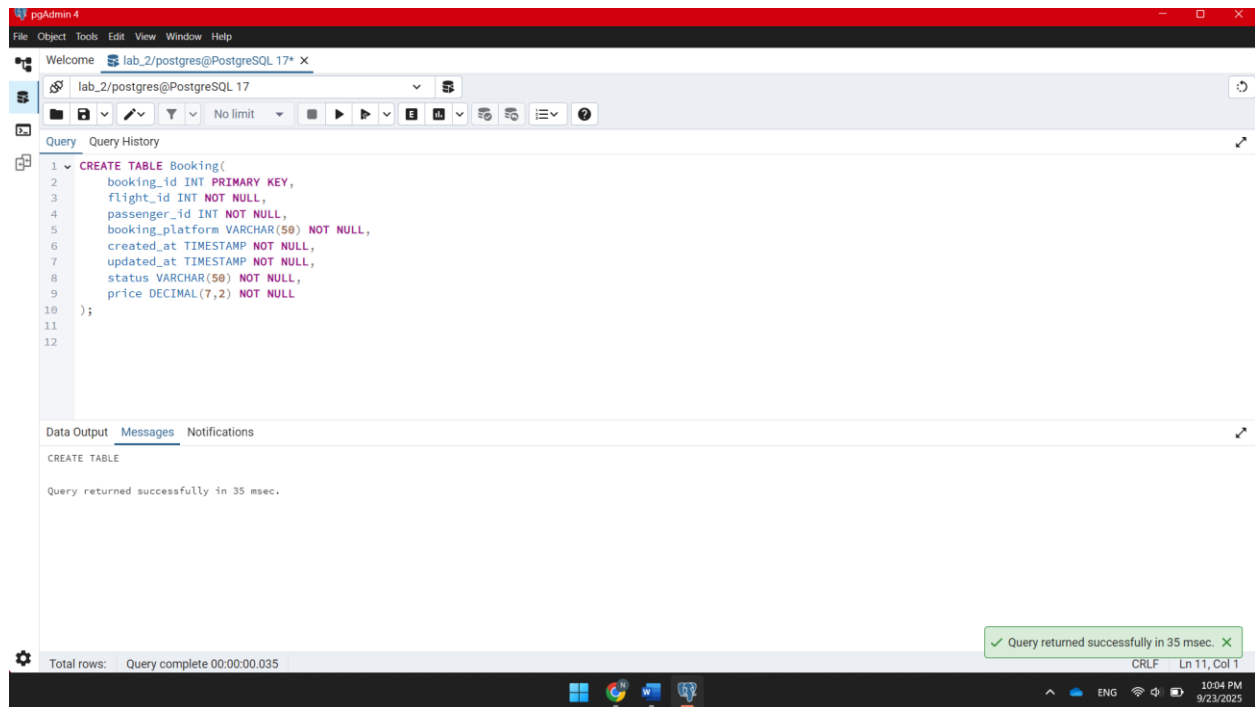 pgAdmin 4
File Object Tools Edit View Window Help
Welcome lab_2/postgres@PostgreSQL 17*
lab_2/postgres@PostgreSQL 17
No limit
E
Query Query History
1 CREATE TABLE Booking(
2 booking_id INT PRIMARY KEY,
3 flight_id INT NOT NULL,
4 passenger_id INT NOT NULL,
5 booking_platform VARCHAR(50) NOT NULL,
6 created_at TIMESTAMP NOT NULL,
7 updated_at TIMESTAMP NOT NULL,
8 status VARCHAR(50) NOT NULL,
9 price DECIMAL(7,2) NOT NULL
10 );
11
12
Data Output Messages Notifications
CREATE TABLE
Query returned successfully in 35 msec.
Query returned successfully in 35 msec.
Total rows: Query complete 00:00:00.035 CRLF Ln 11, Col 1
N W ENG 10:04 PM
9/23/2025